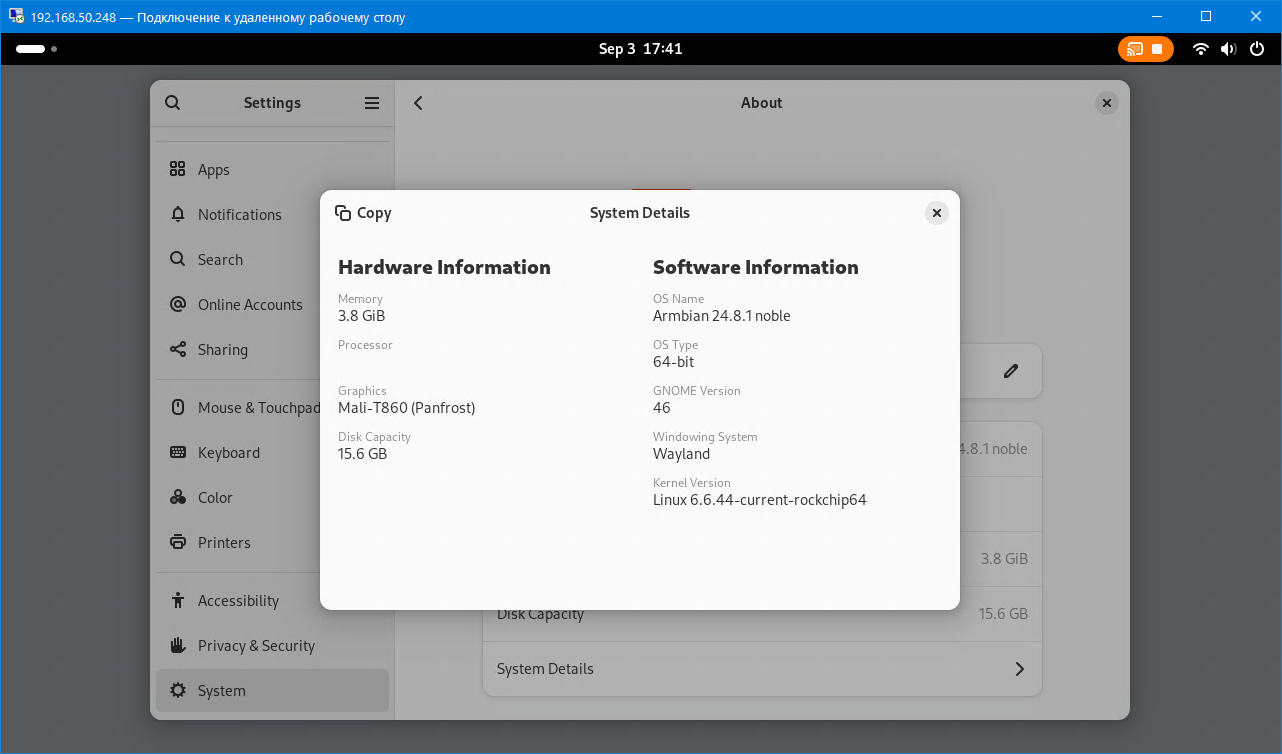 192.168.50.248 — Подключение к удаленному рабочему столу
Sep 3 17:41
Settings
About
Apps
Notifications
Search
Online Accounts
Sharing
Mouse & Touchpad
Keyboard
Color
Printers
Accessibility
Privacy & Security
System
Copy
System Details
Hardware Information
Memory
3.8 GiB
Processor
Graphics
Mali-T860 (Panfrost)
Disk Capacity
15.6 GB
Software Information
OS Name
Armbian 24.8.1 noble
OS Type
64-bit
GNOME Version
46
Windowing System
Wayland
Kernel Version
Linux 6.6.44-current-rockchip64
4.8.1 noble
3.8 GiB
Disk Capacity
15.6 GB
System Details